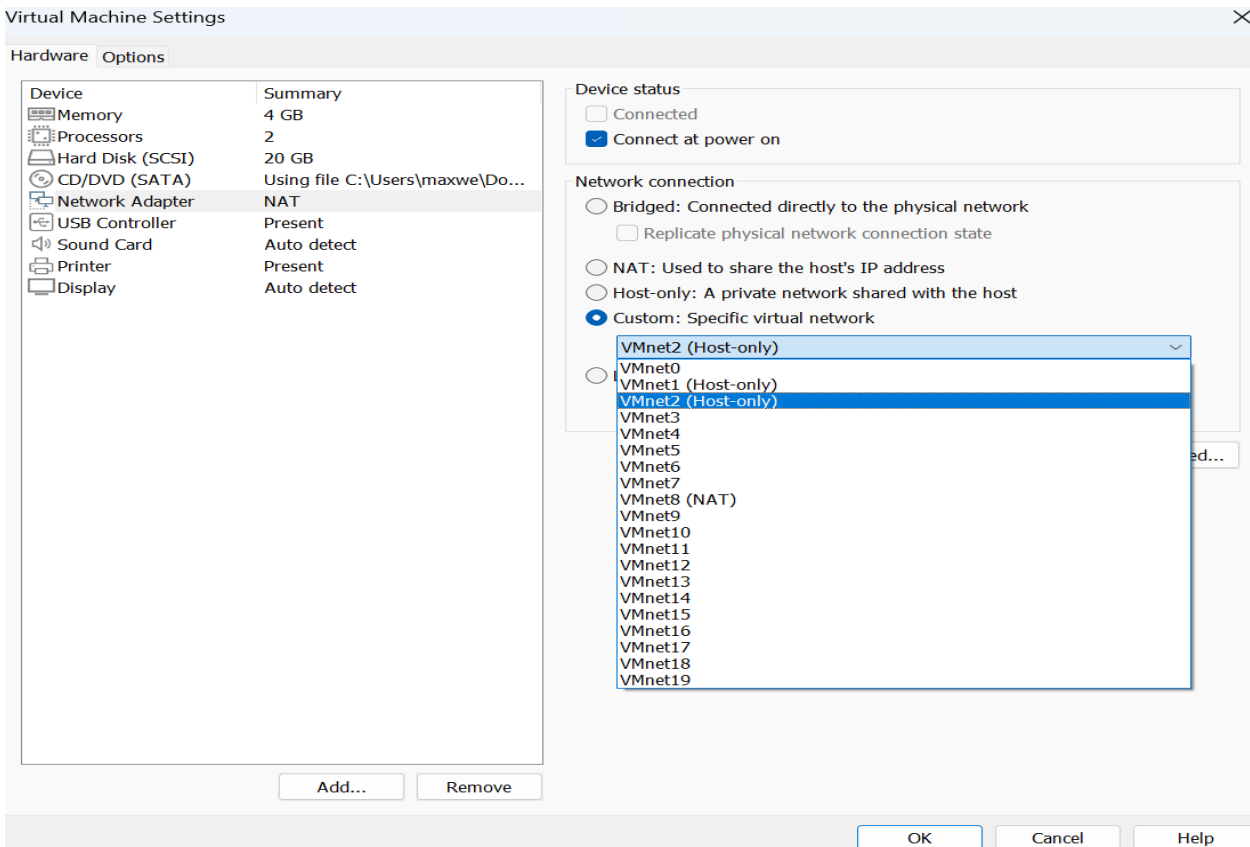 Virtual Machine Settings
Hardware Options
Device Summary
Memory 4 GB
Processors 2
Hard Disk (SCSI) 20 GB
CD/DVD (SATA) Using file C:\Users\maxwe\Do...
Network Adapter NAT
USB Controller Present
Sound Card Auto detect
Printer Present
Display Auto detect
Add... Remove
Device status
Connected
Connect at power on
Network connection
Bridged: Connected directly to the physical network
Replicate physical network connection state
NAT: Used to share the host's IP address
Host-only: A private network shared with the host
Custom: Specific virtual network
VMnet2 (Host-only)
VMnet0
VMnet1 (Host-only)
VMnet2 (Host-only)
VMnet3
VMnet4
VMnet5
VMnet6
VMnet7
VMnet8 (NAT)
VMnet9
VMnet10
VMnet11
VMnet12
VMnet13
VMnet14
VMnet15
VMnet16
VMnet17
VMnet18
VMnet19
ed...
OK Cancel Help